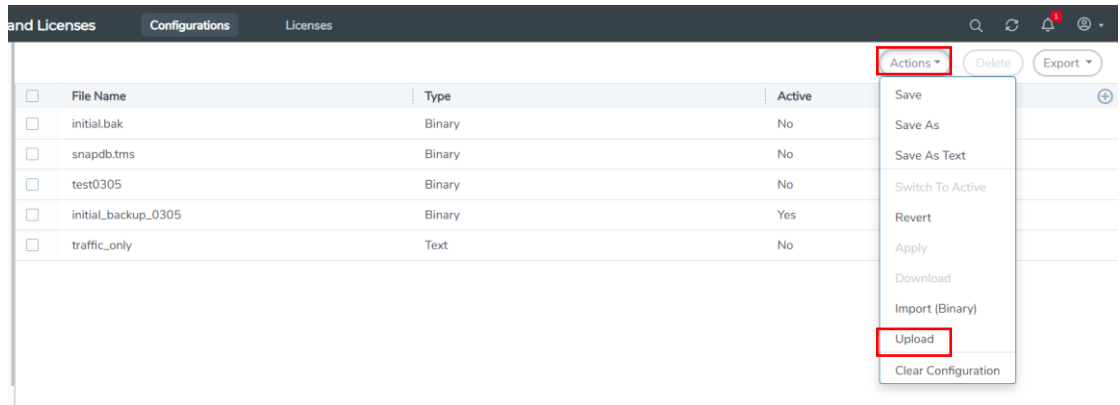 and Licenses Configurations Licenses 1
Actions Delete Export
File Name Type Active
initial.bak Binary No
snapdb.tms Binary No
test0305 Binary No
initial_backup_0305 Binary Yes
traffic_only Text No
Save
Save As
Save As Text
Switch To Active
Revert
Apply
Download
Import (Binary)
Upload
Clear Configuration